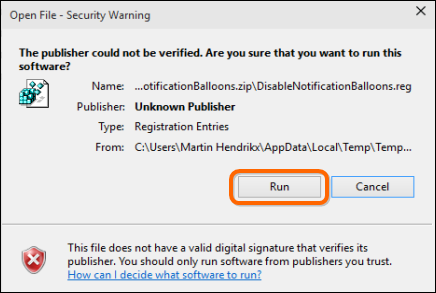 Open File - Security Warning
The publisher could not be verified. Are you sure that you want to run this
software?
Name: ...otificationBalloons.zip\DisableNotificationBalloons.reg
Publisher: Unknown Publisher
Type: Registration Entries
From: C:\Users\Martin Hendrikx\AppData\Local\Temp\Temp...
Run Cancel
This file does not have a valid digital signature that verifies its
publisher. You should only run software from publishers you trust.
How can I decide what software to run?